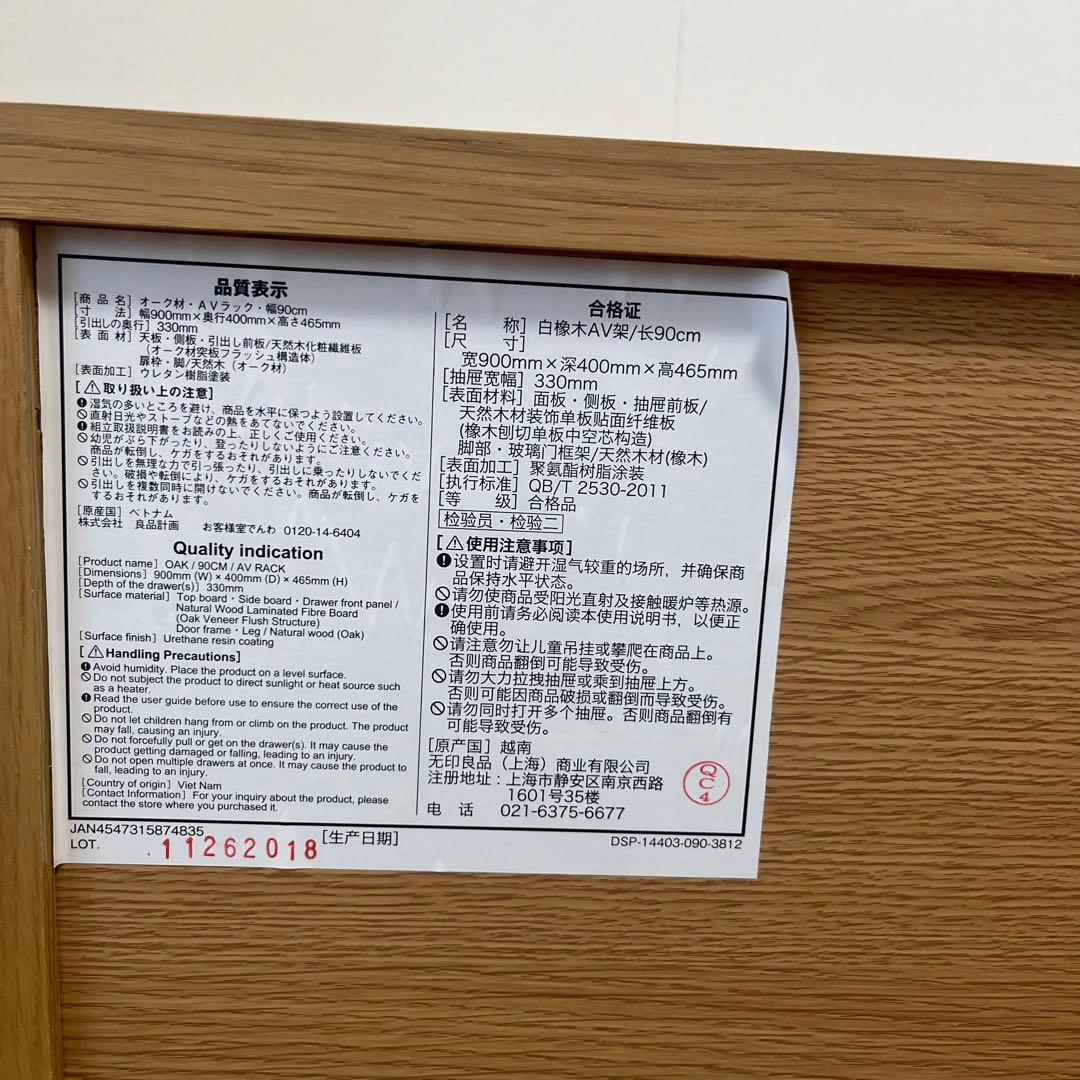 品質表示
[商品名] オーク材・AVラック・幅90cm
[寸 法] 幅900mm×奥行400mm×高さ465mm
[引出しの奥行] 330mm
[表面材] 天板・側板・引出し前板/天然木化粧繊維板
(オーク材突板フラッシュ構造体)
扉枠・脚/天然木(オーク材)
[表面加工] ウレタン樹脂塗装
[⚠取り扱い上の注意]
湿気の多いところを避け、商品を水平に保つよう設置してください。
直射日光やストーブなどの熱をあてないでください。
組立取扱説明書をお読みの上、正しくご使用ください。
幼児がぶら下がったり、登ったりしないようにご注意ください。
商品が転倒し、ケガをするおそれがあります。
引出しを無理な力で引っ張ったり、引出しに乗ったりしないでくだ
さい。破損や転倒により、ケガをするおそれがあります。
引出しを複数同時に開けないでください。商品が転倒し、ケガを
するおそれがあります。
[原産国] ベトナム
株式会社 良品計画 お客様室でんわ 0120-14-6404
Quality indication
[Product name] OAK / 90CM / AV RACK
[Dimensions] 900mm (W) × 400mm (D) × 465mm (H)
[Depth of the drawer(s)] 330mm
[Surface material] Top board・Side board・Drawer front panel /
Natural Wood Laminated Fibre Board
(Oak Veneer Flush Structure)
Door frame・Leg / Natural wood (Oak)
[Surface finish] Urethane resin coating
[⚠Handling Precautions]
Avoid humidity. Place the product on a level surface.
Do not subject the product to direct sunlight or heat source such
as a heater.
Read the user guide before use to ensure the correct use of the
product.
Do not let children hang from or climb on the product. The product
may fall, causing an injury.
Do not forcefully pull or get on the drawer(s). It may cause the
product getting damaged or falling, leading to an injury.
Do not open multiple drawers at once. It may cause the product to
fall, leading to an injury.
[Country of origin] Viet Nam
[Contact Information] For your inquiry about the product, please
contact the store where you purchased it.
合格证
[名 称] 白橡木AV架/长90cm
[尺 寸]
宽900mm×深400mm×高465mm
[抽屉宽幅] 330mm
[表面材料] 面板・侧板・抽屉前板/
天然木材装饰单板贴面纤维板
(橡木刨切单板中空芯构造)
脚部・玻璃门框架/天然木材(橡木)
[表面加工] 聚氨酯树脂涂装
[执行标准] QB/T 2530-2011
[等 级] 合格品
检验员・检验二
[⚠使用注意事项]
设置时请避开湿气较重的场所，并确保商
品保持水平状态。
请勿使商品受阳光直射及接触暖炉等热源。
使用前请务必阅读本使用说明书，以便正
确使用。
请注意勿让儿童吊挂或攀爬在商品上。
否则商品翻倒可能导致受伤。
请勿大力拉拽抽屉或乘到抽屉上方。
否则可能因商品破损或翻倒而导致受伤。
请勿同时打开多个抽屉。否则商品翻倒有
可能导致受伤。
[原产国] 越南
无印良品（上海）商业有限公司
注册地址：上海市静安区南京西路
1601号35楼
电 话 021-6375-6677
QC4
JAN4547315874835
LOT. .11262018 [生产日期]
DSP-14403-090-3812